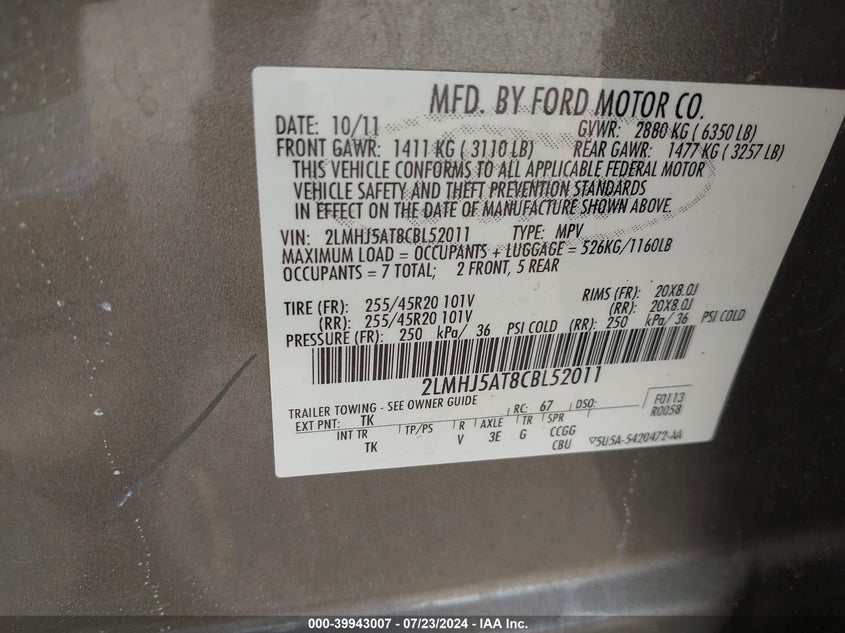 MFD. BY FORD MOTOR CO.
DATE: 10/11 GVWR: 2880 KG ( 6350 LB)
FRONT GAWR: 1411 KG ( 3110 LB) REAR GAWR: 1477 KG ( 3257 LB)
THIS VEHICLE CONFORMS TO ALL APPLICABLE FEDERAL MOTOR
VEHICLE SAFETY AND THEFT PREVENTION STANDARDS
IN EFFECT ON THE DATE OF MANUFACTURE SHOWN ABOVE.
VIN: 2LMHJ5AT8CBL52011 TYPE: MPV
MAXIMUM LOAD = OCCUPANTS + LUGGAGE = 526KG/1160LB
OCCUPANTS = 7 TOTAL; 2 FRONT, 5 REAR
TIRE (FR): 255/45R20 101V RIMS (FR): 20X8.0J
(RR): 255/45R20 101V (RR): 20X8.0J
PRESSURE (FR): 250 kPa/ 36 PSI COLD (RR): 250 kPa/ 36 PSI COLD
2LMHJ5AT8CBL52011
TRAILER TOWING - SEE OWNER GUIDE
EXT PNT: TK RC: 67 DSO: F0113
INT TR TP/PS R AXLE TR SPR R0058
TK V 3E G CCGG
CBU 5U5A-5420472-AA
000-39943007 - 07/23/2024 - IAA Inc.